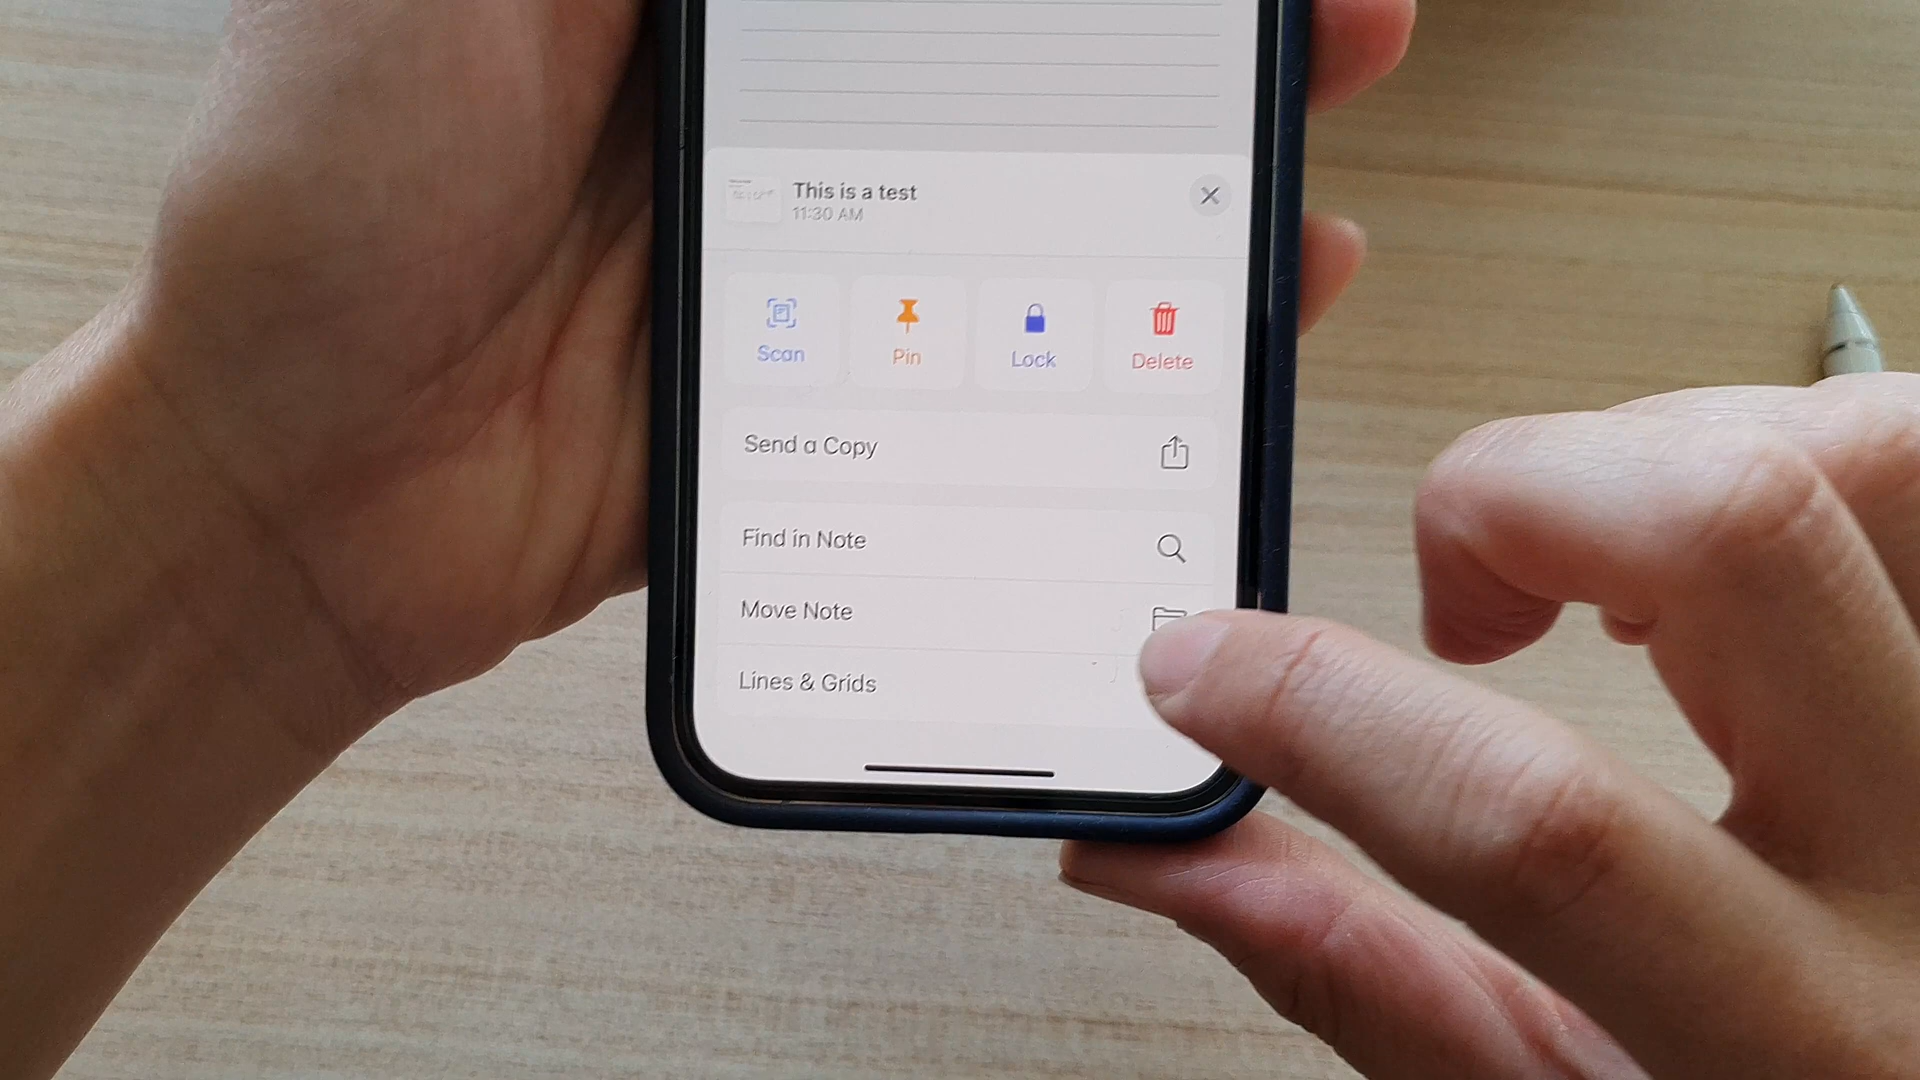 This is a test
11:30 AM
Scan
Pin
Lock
Delete
Send a Copy
Find in Note
Move Note
Lines & Grids